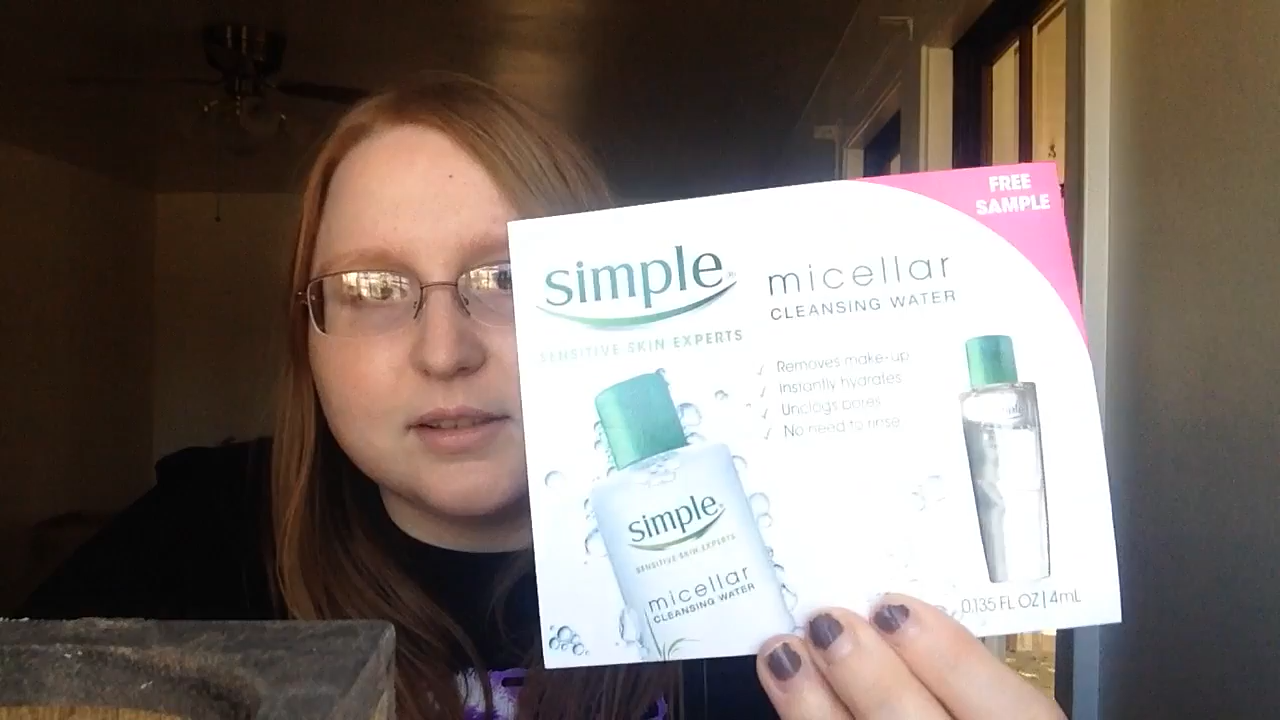 FREE
SAMPLE
simple
SENSITIVE SKIN EXPERTS
micellar
CLEANSING WATER
✓ Removes make-up
✓ Instantly hydrates
✓ Unclogs pores
✓ No need to rinse
simple
simple
SENSITIVE SKIN EXPERTS
micellar
CLEANSING WATER
0.135 FL OZ | 4mL